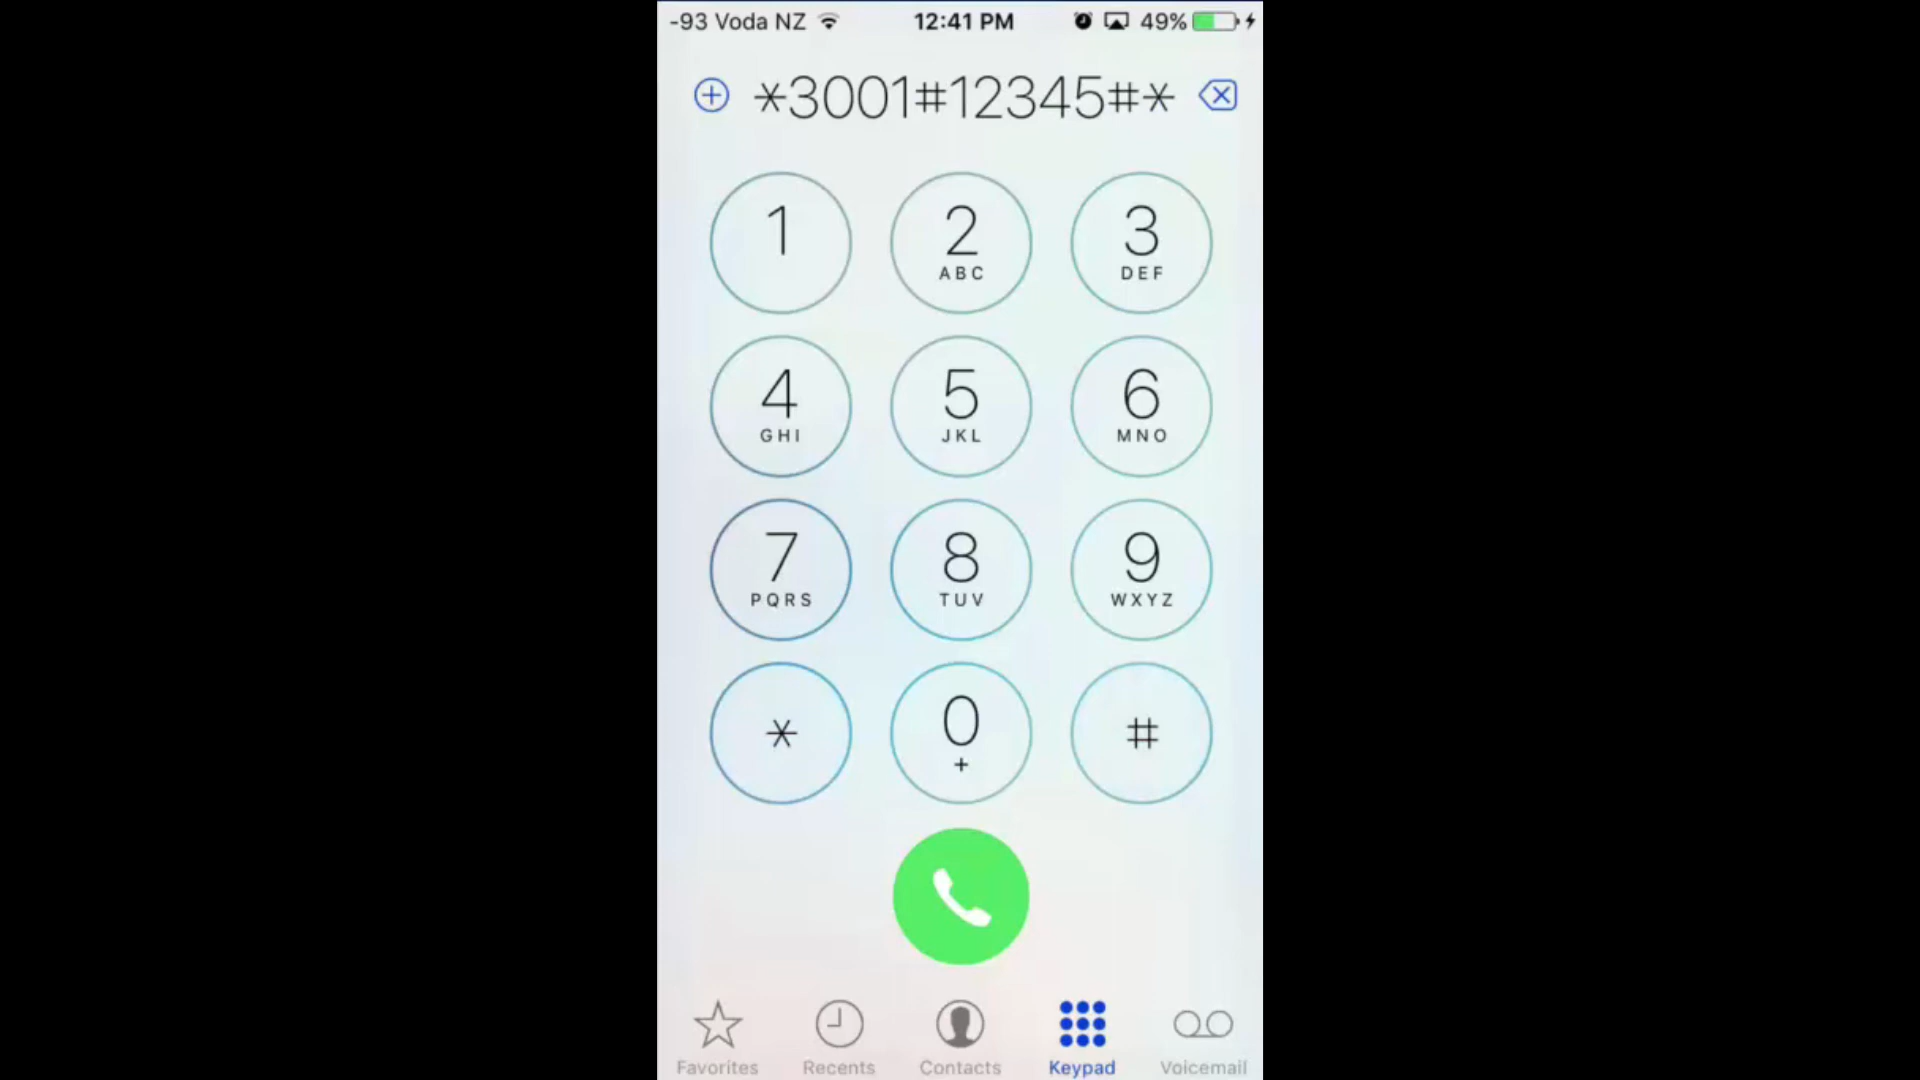 -93 Voda NZ 12:41 PM 49%
*3001#12345#*
1 2 3
ABC DEF
4 5 6
GHI JKL MNO
7 8 9
PQRS TUV WXYZ
* 0 #
+
Favorites Recents Contacts Keypad Voicemail